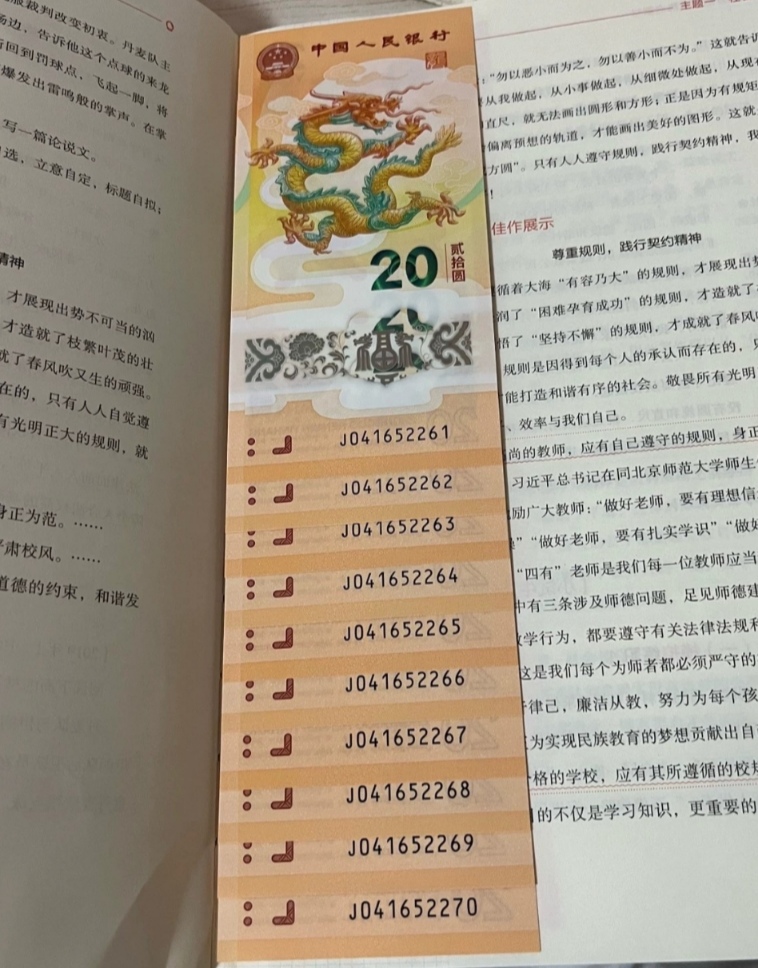 服裁判改变初衷。丹麦队主
场边，告诉他这个点球的来龙
回到罚球点，飞起一脚，将
爆发出雷鸣般的掌声。在掌
写一篇论说文。
选，立意自定，标题自拟；
精神
才展现出势不可当的汹
才造就了枝繁叶茂的壮
就了春风吹又生的顽强。
在的，只有人人自觉遵
有光明正大的规则，就
身正为范。……
肃校风。……
道德的约束，和谐发
中国人民银行
20
贰拾圆
福
J041652261
J041652262
J041652263
J041652264
J041652265
J041652266
J041652267
J041652268
J041652269
J041652270
主题一
：“勿以恶小而为之，勿以善小而不为。”这就告诉
从我做起，从小事做起，从细微处做起，从现在
直尺，就无法画出圆形和方形；正是因为有规矩
偏离预想的轨道，才能画出美好的图形。这就
方圆”。只有人人遵守规则，践行契约精神，我
！
佳作展示
尊重规则，践行契约精神
循着大海“有容乃大”的规则，才展现出势
润了“困难孕育成功”的规则，才造就了
悟了“坚持不懈”的规则，才成就了春风
规则是因得到每个人的承认而存在的，只
能打造和谐有序的社会。敬畏所有光明
、效率与我们自己。
尚的教师，应有自己遵守的规则，身正
习近平总书记在同北京师范大学师生
励广大教师：“做好老师，要有理想信
”“做好老师，要有扎实学识”“做好
“四有”老师是我们每一位教师应当
中有三条涉及师德问题，足见师德建
学行为，都要遵守有关法律法规和
这是我们每个为师者都必须严守的
律己，廉洁从教，努力为每个孩
为实现民族教育的梦想贡献出自
格的学校，应有其所遵循的校规
的不仅是学习知识，更重要的